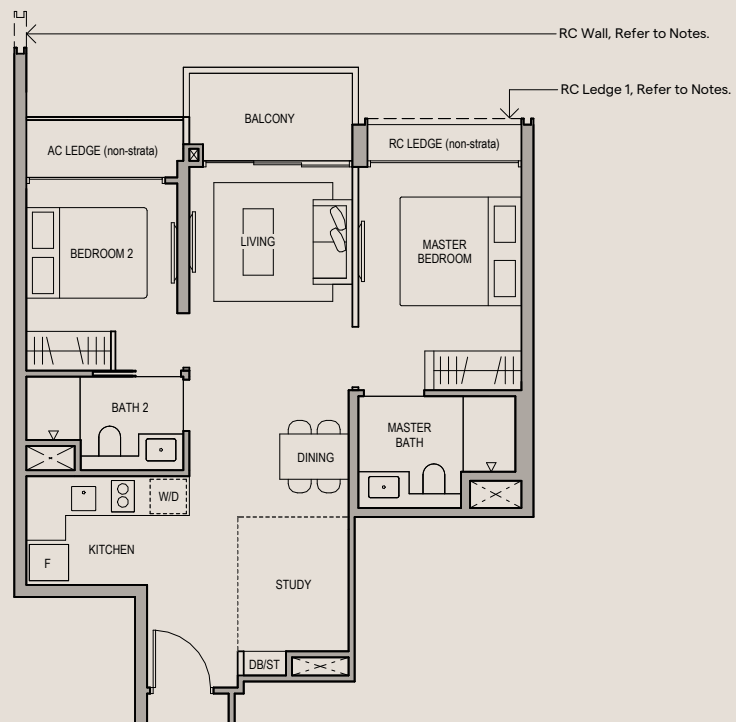 RC Wall, Refer to Notes.
RC Ledge 1, Refer to Notes.
BALCONY
AC LEDGE (non-strata)
RC LEDGE (non-strata)
LIVING
BEDROOM 2
MASTER
BEDROOM
BATH 2
MASTER
BATH
DINING
W/D
KITCHEN
F
STUDY
DB/ST